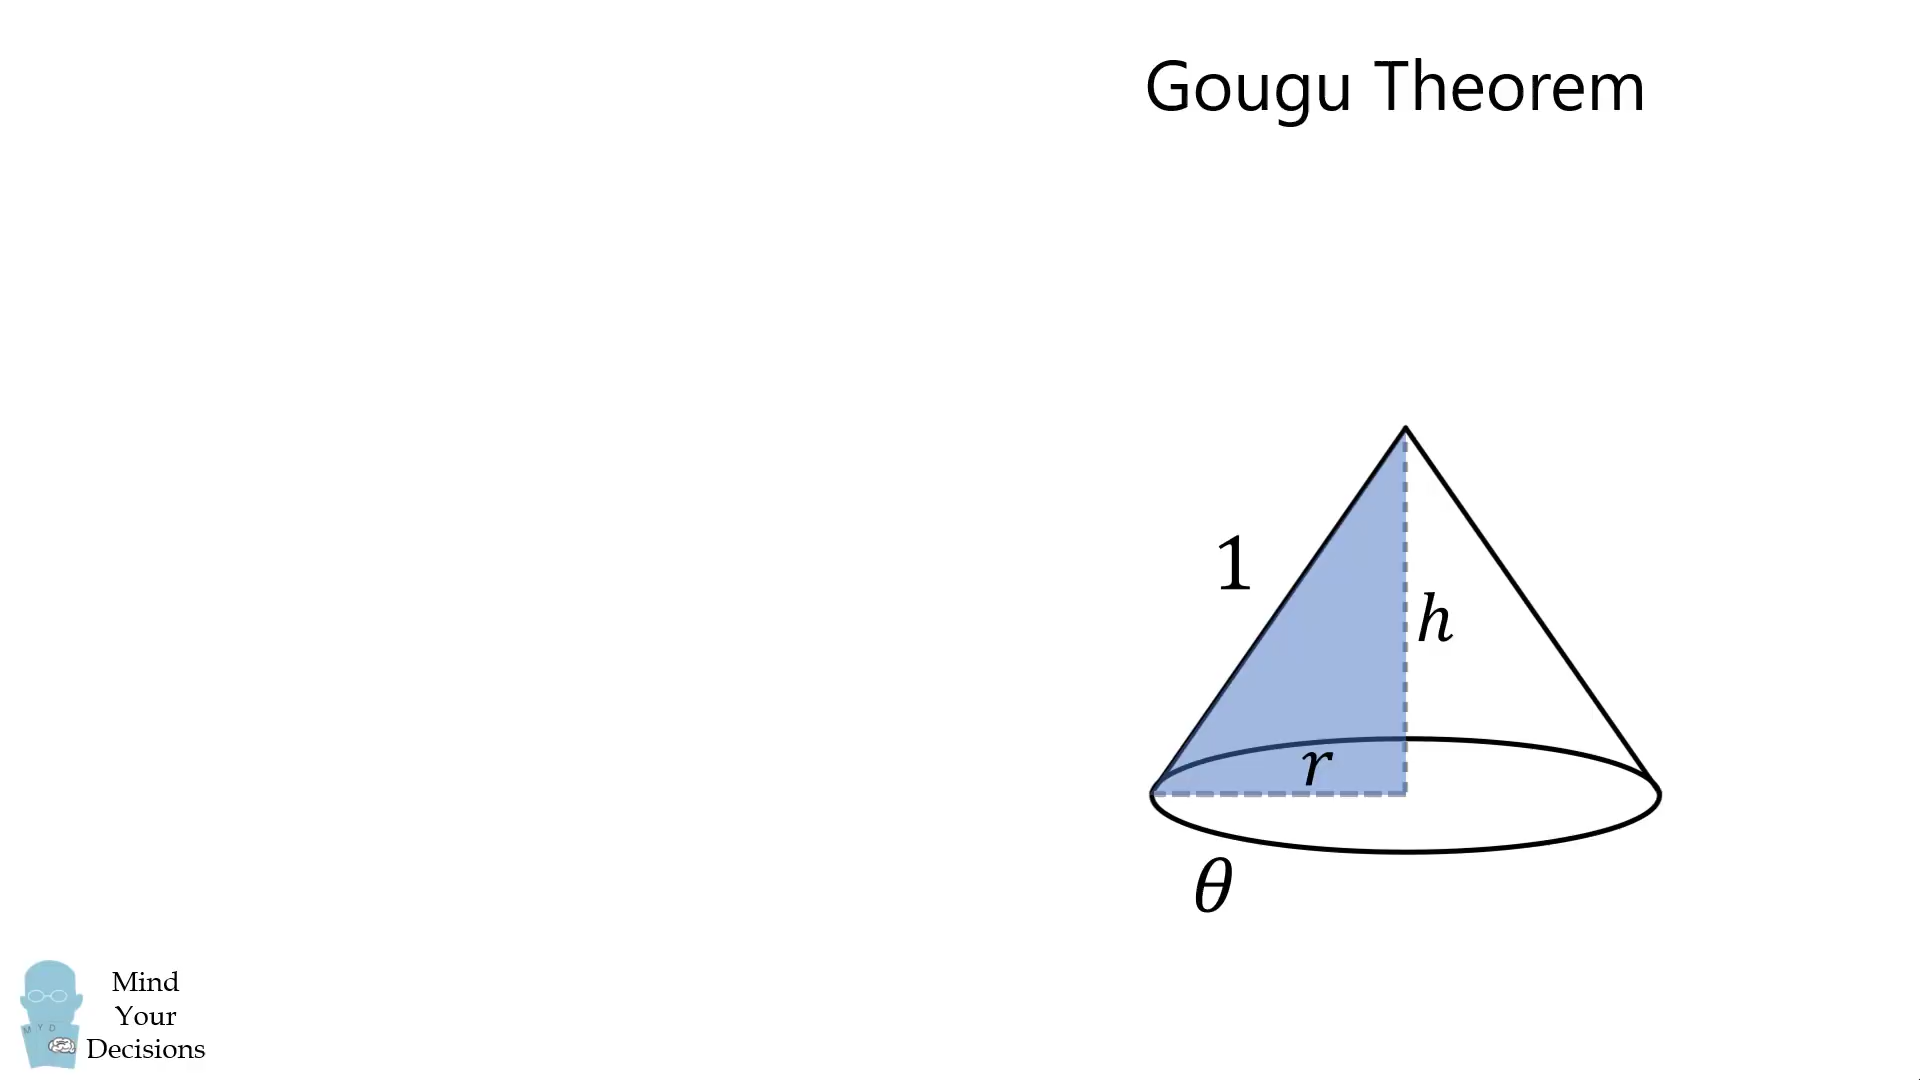 Gougu Theorem
1
h
r
θ
Mind
Your
Decisions
M Y D